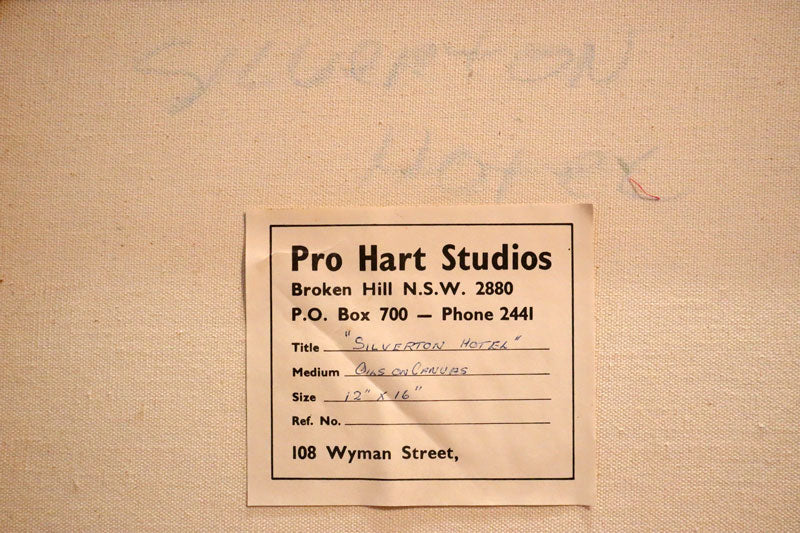 SILVERTON
HOTEL
Pro Hart Studios
Broken Hill N.S.W. 2880
P.O. Box 700 — Phone 2441
Title "SILVERTON HOTEL"
Medium OILS ON CANVAS
Size 12" X 16"
Ref. No.
108 Wyman Street,